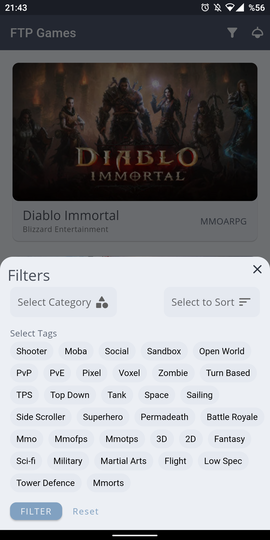 21:43
%56
FTP Games
DIABLO
IMMORTAL
Diablo Immortal
MMOARPG
Blizzard Entertainment
Filters
Select Category
Select to Sort
Select Tags
Shooter Moba Social Sandbox Open World
PvP PvE Pixel Voxel Zombie Turn Based
TPS Top Down Tank Space Sailing
Side Scroller Superhero Permadeath Battle Royale
Mmo Mmofps Mmotps 3D 2D Fantasy
Sci-fi Military Martial Arts Flight Low Spec
Tower Defence Mmorts
FILTER Reset